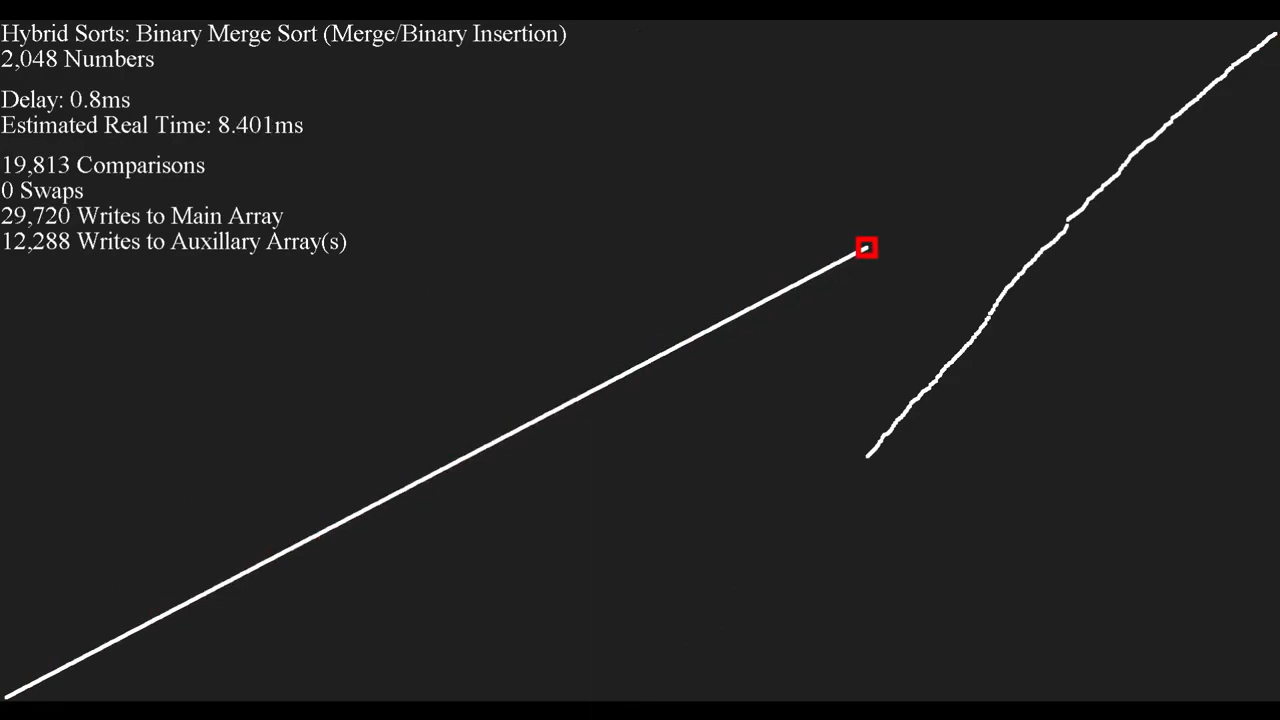 Hybrid Sorts: Binary Merge Sort (Merge/Binary Insertion)
2,048 Numbers
Delay: 0.8ms
Estimated Real Time: 8.401ms
19,813 Comparisons
0 Swaps
29,720 Writes to Main Array
12,288 Writes to Auxillary Array(s)